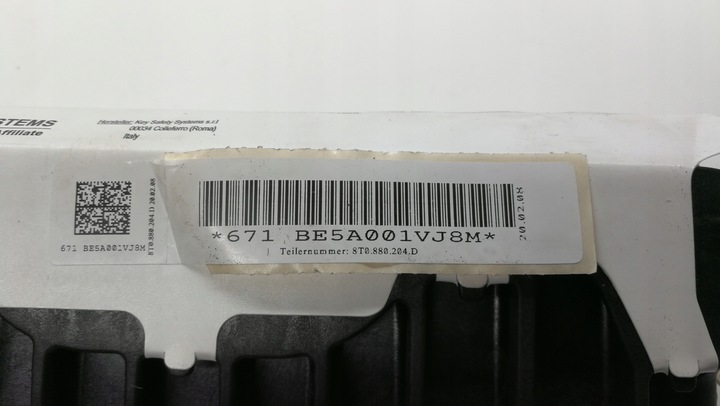 STEMS
Affiliate
Hersteller: Key Safety Systems s.r.l
00034 Colleferro (Roma)
Italy
671 BE5A001VJ8M
8T0.880.204.D 20.02.08
*671 BE5A001VJ8M*
Teilernummer: 8T0.880.204.D
20.02.08